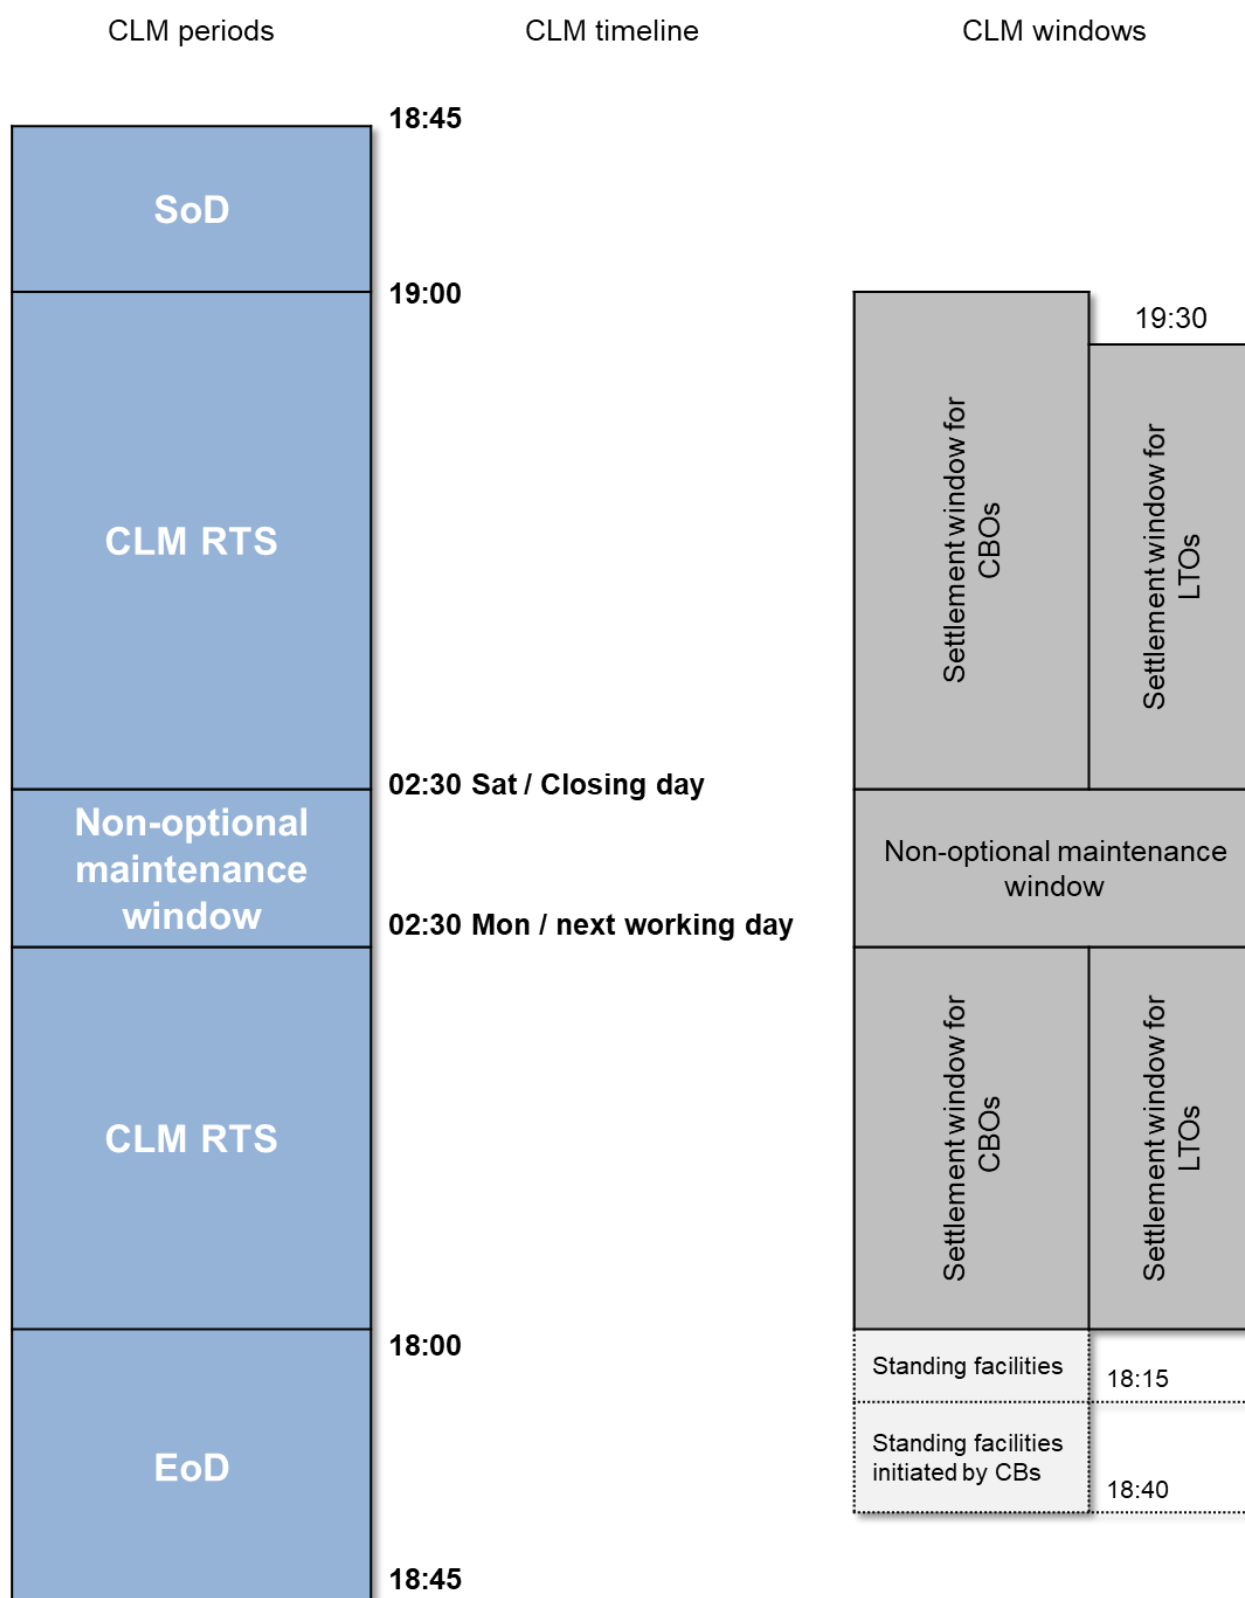 CLM periods
CLM timeline
CLM windows
18:45
SoD
19:00
19:30
CLM RTS
Settlement window for
CBOs
Settlement window for
LTOs
02:30 Sat / Closing day
Non-optional
maintenance
window
Non-optional maintenance
window
02:30 Mon / next working day
CLM RTS
Settlement window for
CBOs
Settlement window for
LTOs
18:00
Standing facilities
18:15
EoD
Standing facilities
initiated by CBs
18:40
18:45